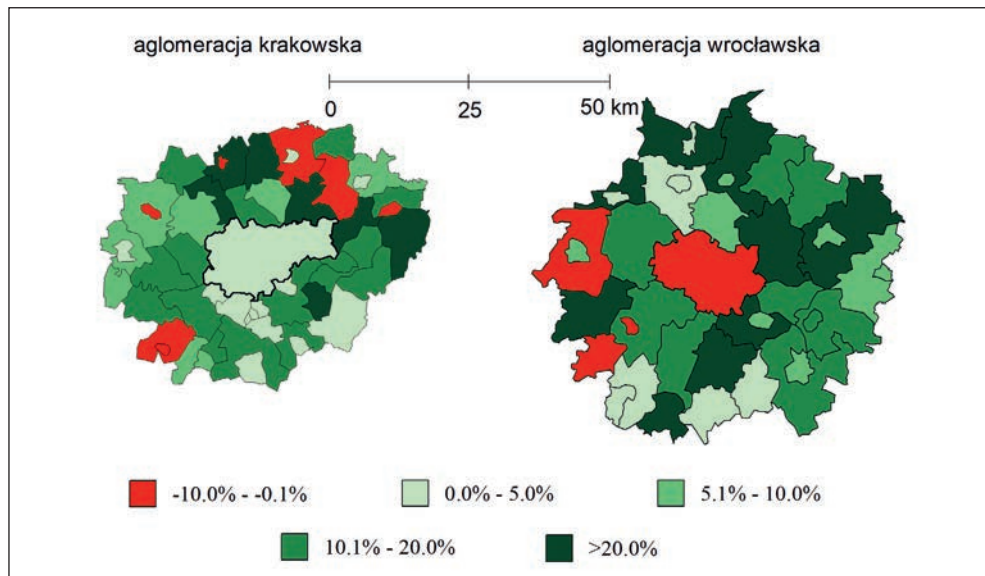 aglomeracja krakowska
aglomeracja wrocławska
0
25
50 km
-10.0% - -0.1%
0.0% - 5.0%
5.1% - 10.0%
10.1% - 20.0%
>20.0%